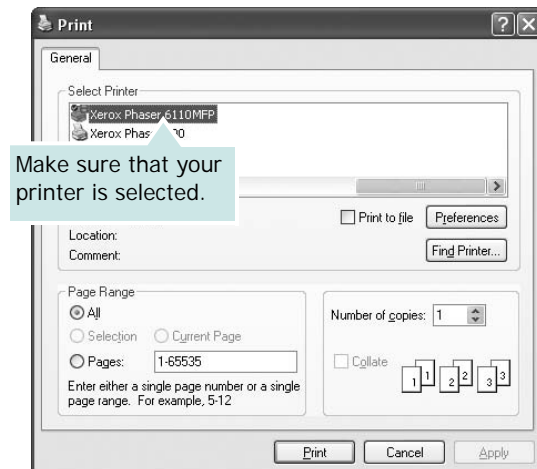 Print
General
Select Printer
Xerox Phaser 6110MFP
Xerox Phas 00
Make sure that your
printer is selected.
Print to file Preferences
Location:
Find Printer...
Comment:
Page Range
All
Selection Current Page
Pages: 1-65535
Enter either a single page number or a single
page range. For example, 5-12
Number of copies: 1
Collate
1 1 2 2 3 3
Print Cancel Apply